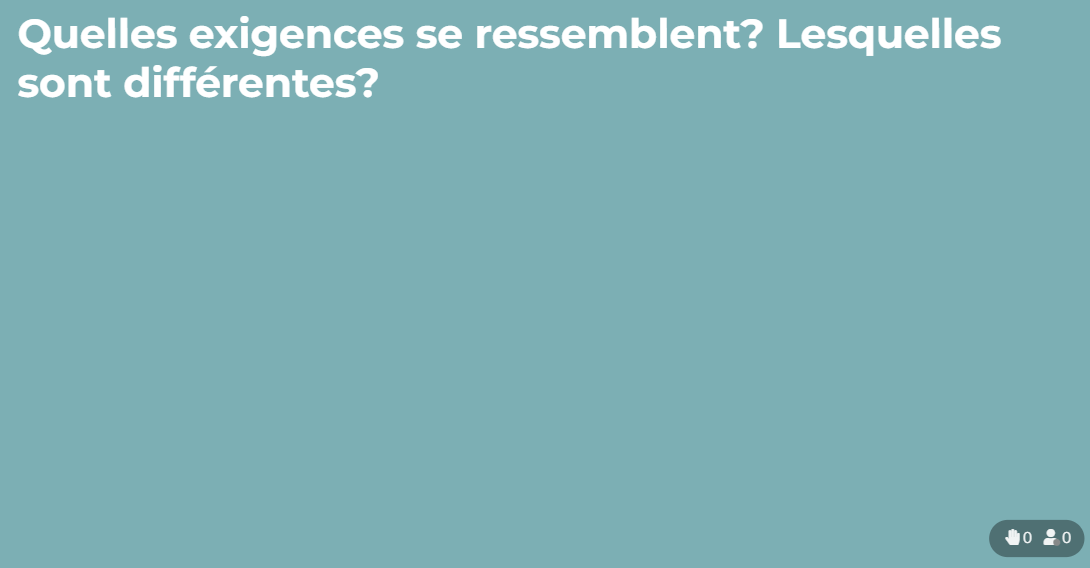 Quelles exigences se ressemblent? Lesquelles
sont différentes?
0 0